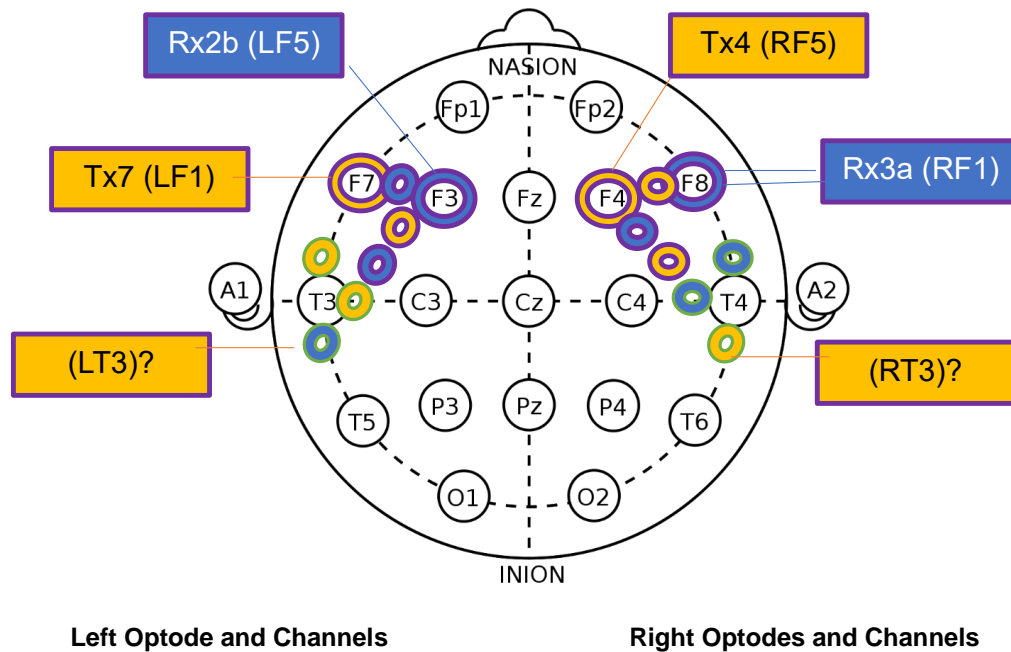 Rx2b (LF5)
Tx4 (RF5)
NASION
Fp1 Fp2
Tx7 (LF1)
F7 F3 Fz F4 F8
Rx3a (RF1)
A1 T3 C3 Cz C4 T4 A2
(LT3)?
(RT3)?
T5 P3 Pz P4 T6
O1 O2
INION
Left Optode and Channels
Right Optodes and Channels